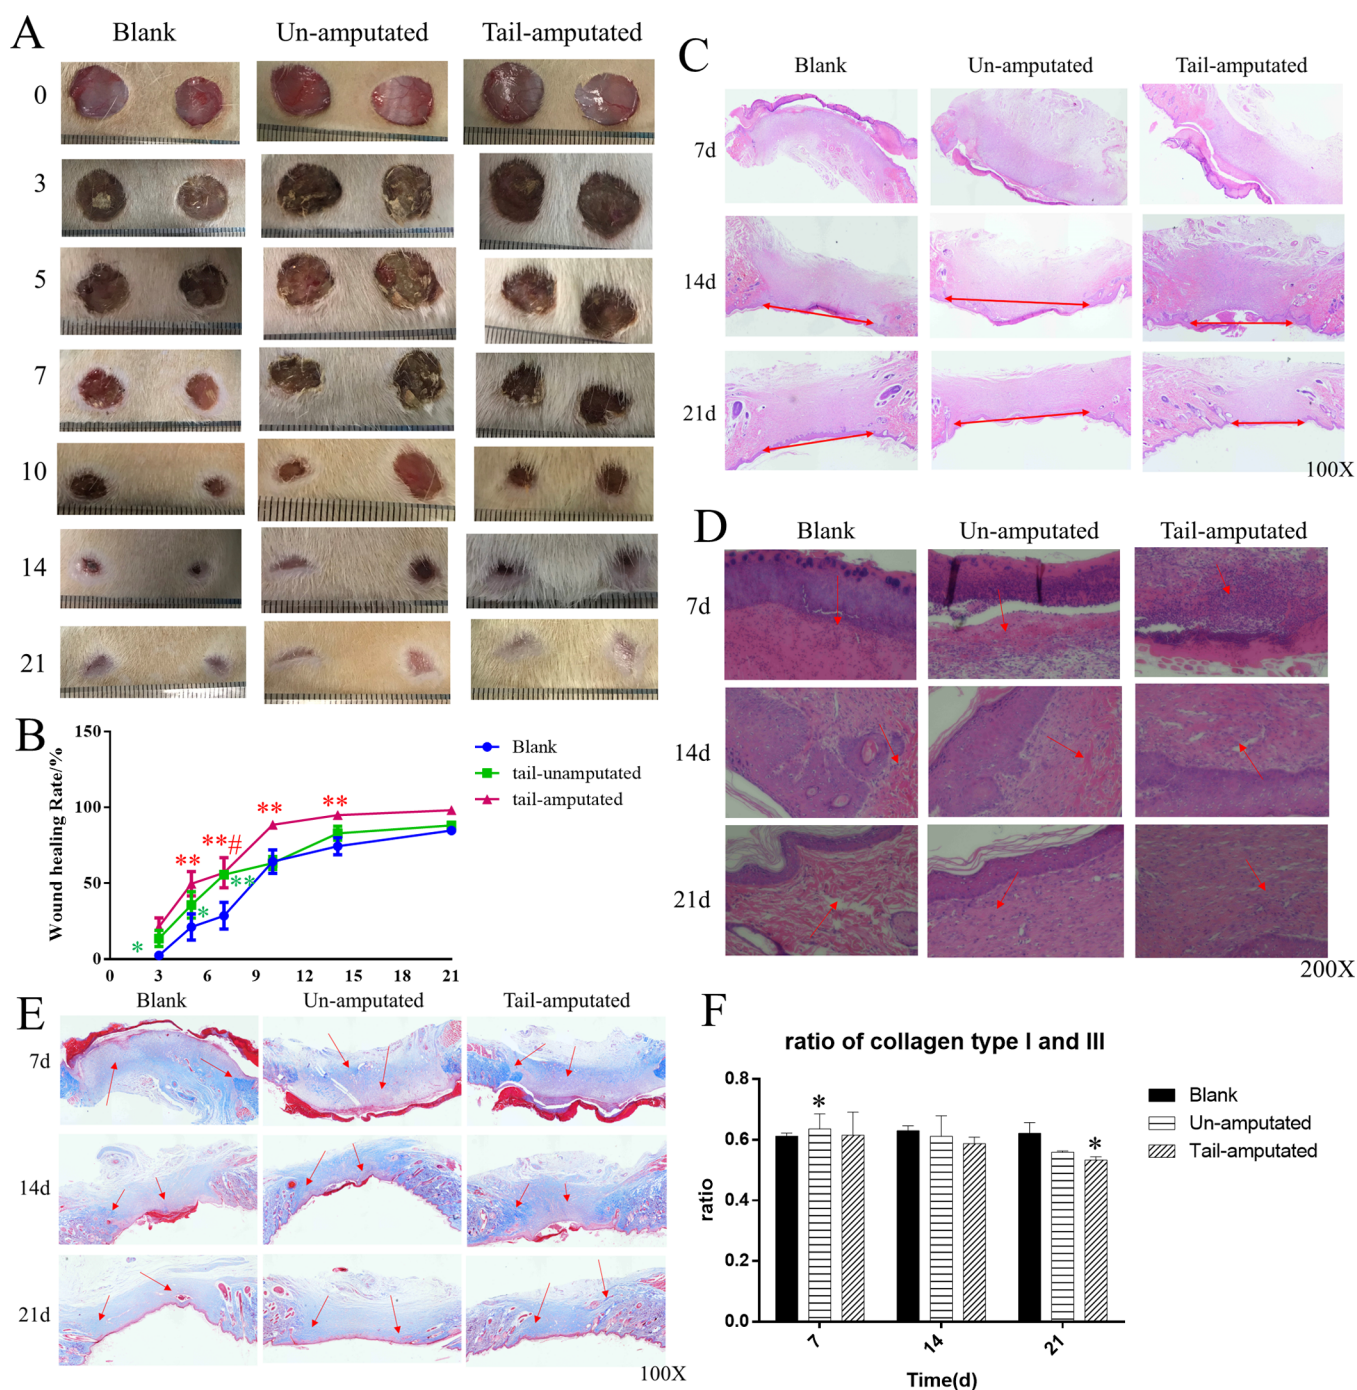 A
Blank Un-amputated Tail-amputated
0
3
5
7
10
14
21
B
150
100
50
0
Wound healing Rate/%
0 3 6 9 12 15 18 21
Blank
tail-unamputated
tail-amputated
*
**
*
**#
**
**
**
C
Blank Un-amputated Tail-amputated
7d
14d
21d
100X
D
Blank Un-amputated Tail-amputated
7d
14d
21d
200X
E
Blank Un-amputated Tail-amputated
7d
14d
21d
100X
F
ratio of collagen type I and III
0.8
0.6
0.4
0.2
0.0
ratio
*
*
7 14 21
Time(d)
Blank
Un-amputated
Tail-amputated